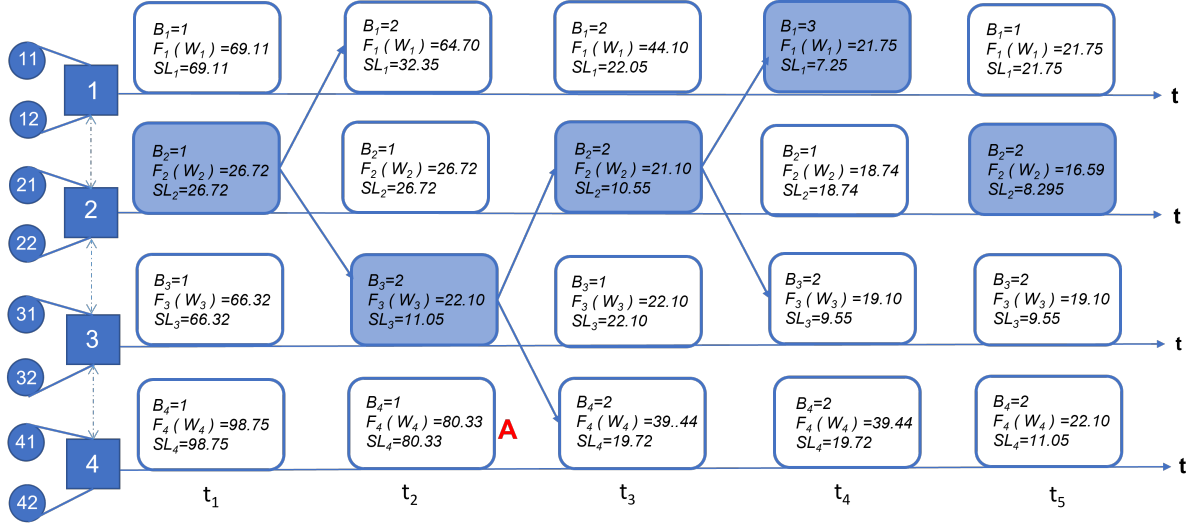 11
12
1
B1=1
F1 ( W1 ) =69.11
SL1=69.11
B1=2
F1 ( W1 ) =64.70
SL1=32.35
B1=2
F1 ( W1 ) =44.10
SL1=22.05
B1=3
F1 ( W1 ) =21.75
SL1=7.25
B1=1
F1 ( W1 ) =21.75
SL1=21.75
t
21
22
2
B2=1
F2 ( W2 ) =26.72
SL2=26.72
B2=1
F2 ( W2 ) =26.72
SL2=26.72
B2=2
F2 ( W2 ) =21.10
SL2=10.55
B2=1
F2 ( W2 ) =18.74
SL2=18.74
B2=2
F2 ( W2 ) =16.59
SL2=8.295
t
31
32
3
B3=1
F3 ( W3 ) =66.32
SL3=66.32
B3=2
F3 ( W3 ) =22.10
SL3=11.05
B3=1
F3 ( W3 ) =22.10
SL3=22.10
B3=2
F3 ( W3 ) =19.10
SL3=9.55
B3=2
F3 ( W3 ) =19.10
SL3=9.55
t
41
42
4
B4=1
F4 ( W4 ) =98.75
SL4=98.75
B4=1
F4 ( W4 ) =80.33
SL4=80.33
A
B4=2
F4 ( W4 ) =39..44
SL4=19.72
B4=2
F4 ( W4 ) =39.44
SL4=19.72
B4=2
F4 ( W4 ) =22.10
SL4=11.05
t
t1
t2
t3
t4
t5